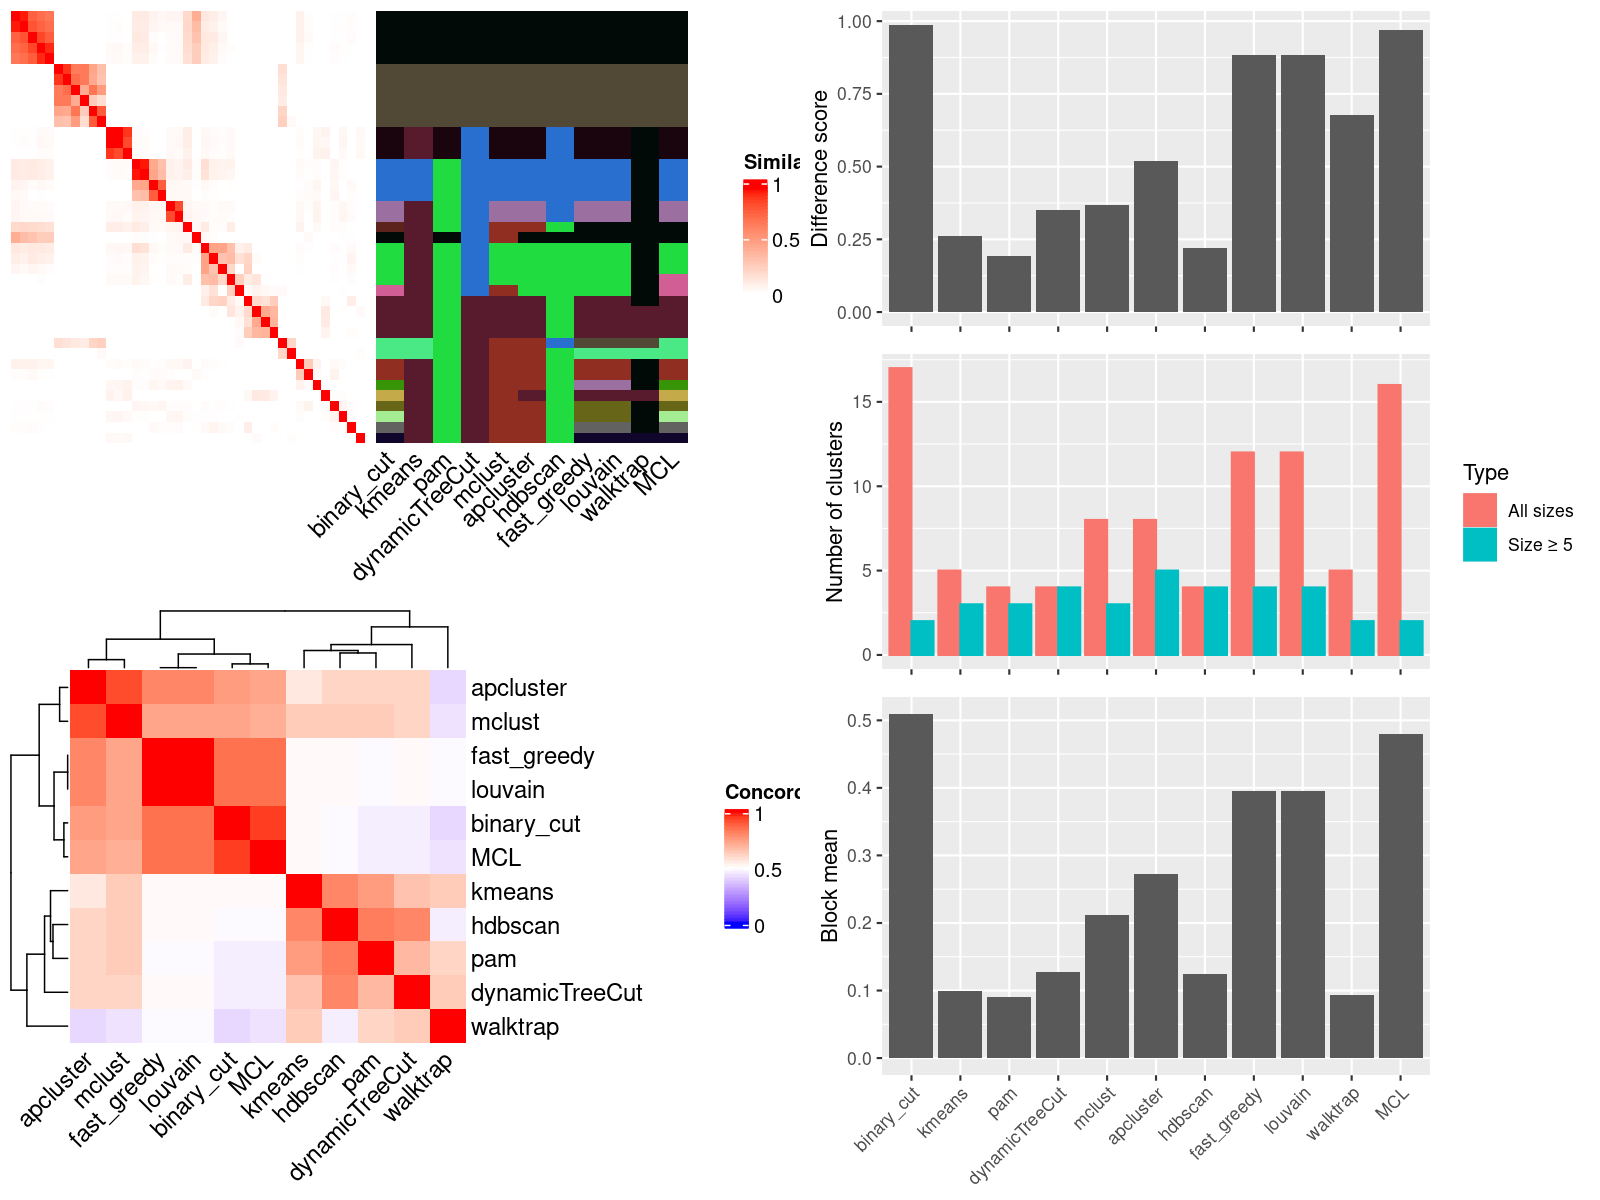 Simila
1
0.5
0
binary_cut
kmeans
pam
dynamicTreeCut
mclust
apcluster
hdbscan
fast_greedy
louvain
walktrap
MCL
apcluster
mclust
fast_greedy
louvain
binary_cut
MCL
kmeans
hdbscan
pam
dynamicTreeCut
walktrap
apcluster
mclust
fast_greedy
louvain
binary_cut
MCL
kmeans
hdbscan
pam
dynamicTreeCut
walktrap
Concord
1
0.5
0
Difference score
1.00
0.75
0.50
0.25
0.00
Number of clusters
15
10
5
0
Type
All sizes
Size ≥ 5
Block mean
0.5
0.4
0.3
0.2
0.1
0.0
binary_cut
kmeans
pam
dynamicTreeCut
mclust
apcluster
hdbscan
fast_greedy
louvain
walktrap
MCL